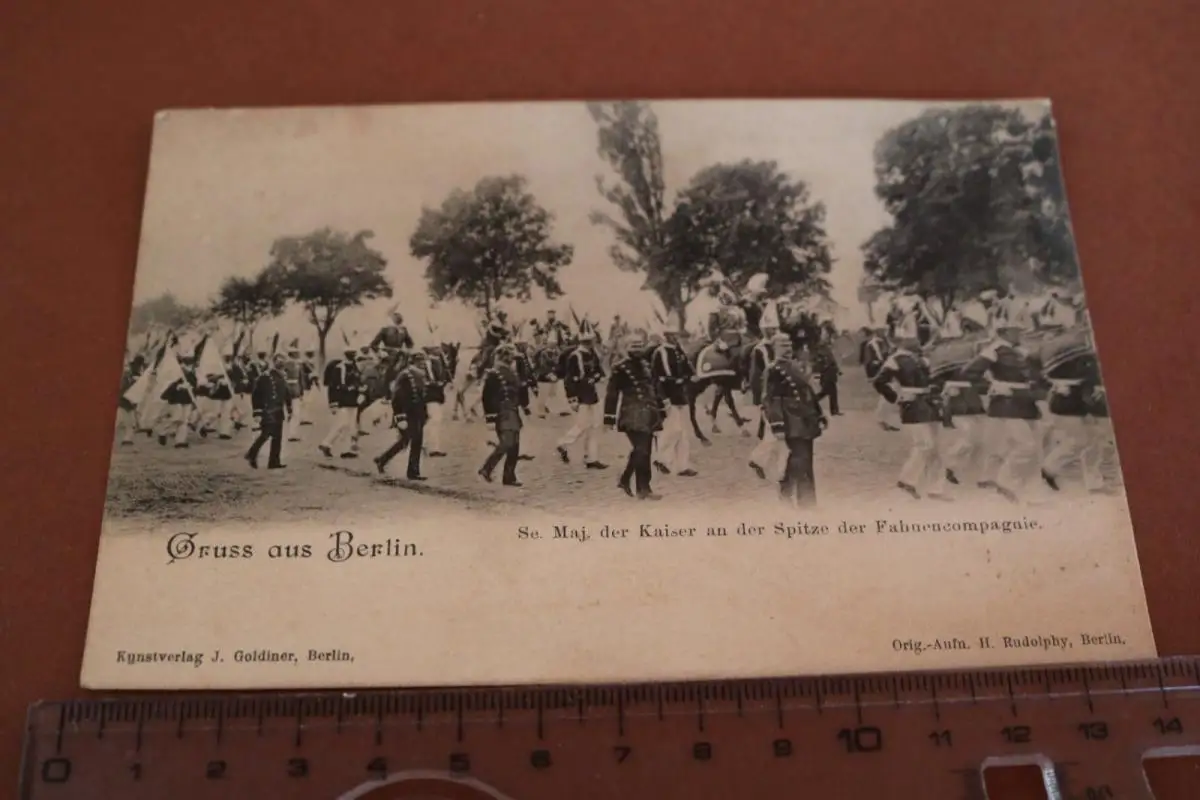 Se. Maj. der Kaiser an der Spitze der Fahnencompagnie.
Gruss aus Berlin.
Kunstverlag J. Goldiner, Berlin,
Orig.-Aufn. H. Rudolphy, Berlin,
0 1 2 3 4 5 6 7 8 9 10 11 12 13 14